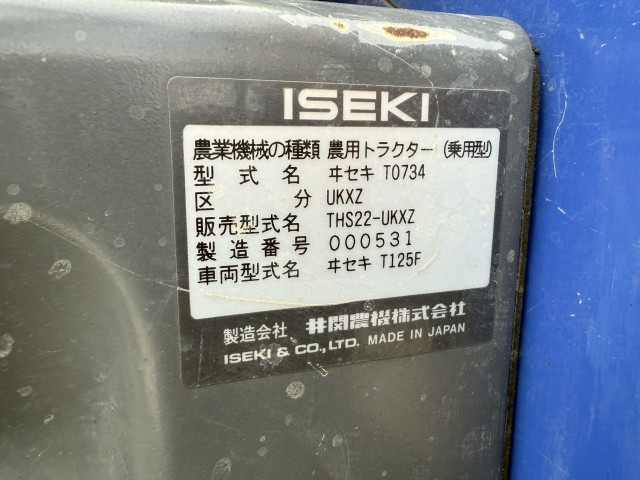 ISEKI
農業機械の種類 農用トラクター(乗用型)
型式名 ヰセキ T0734
区分 UKXZ
販売型式名 THS22-UKXZ
製造番号 000531
車両型式名 ヰセキ T125F
製造会社 井関農機株式会社
ISEKI & CO., LTD. MADE IN JAPAN